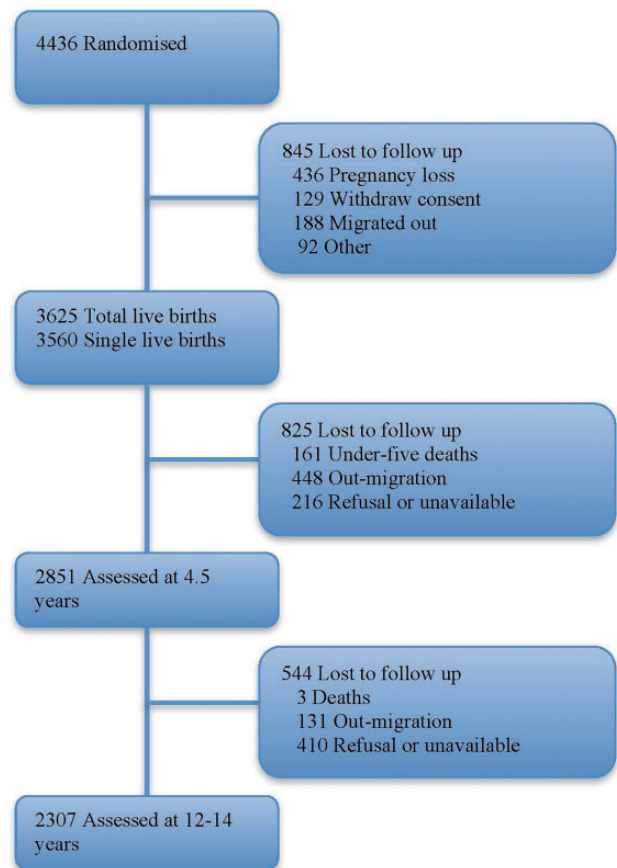 4436 Randomised
845 Lost to follow up
436 Pregnancy loss
129 Withdraw consent
188 Migrated out
92 Other
3625 Total live births
3560 Single live births
825 Lost to follow up
161 Under-five deaths
448 Out-migration
216 Refusal or unavailable
2851 Assessed at 4.5
years
544 Lost to follow up
3 Deaths
131 Out-migration
410 Refusal or unavailable
2307 Assessed at 12-14
years